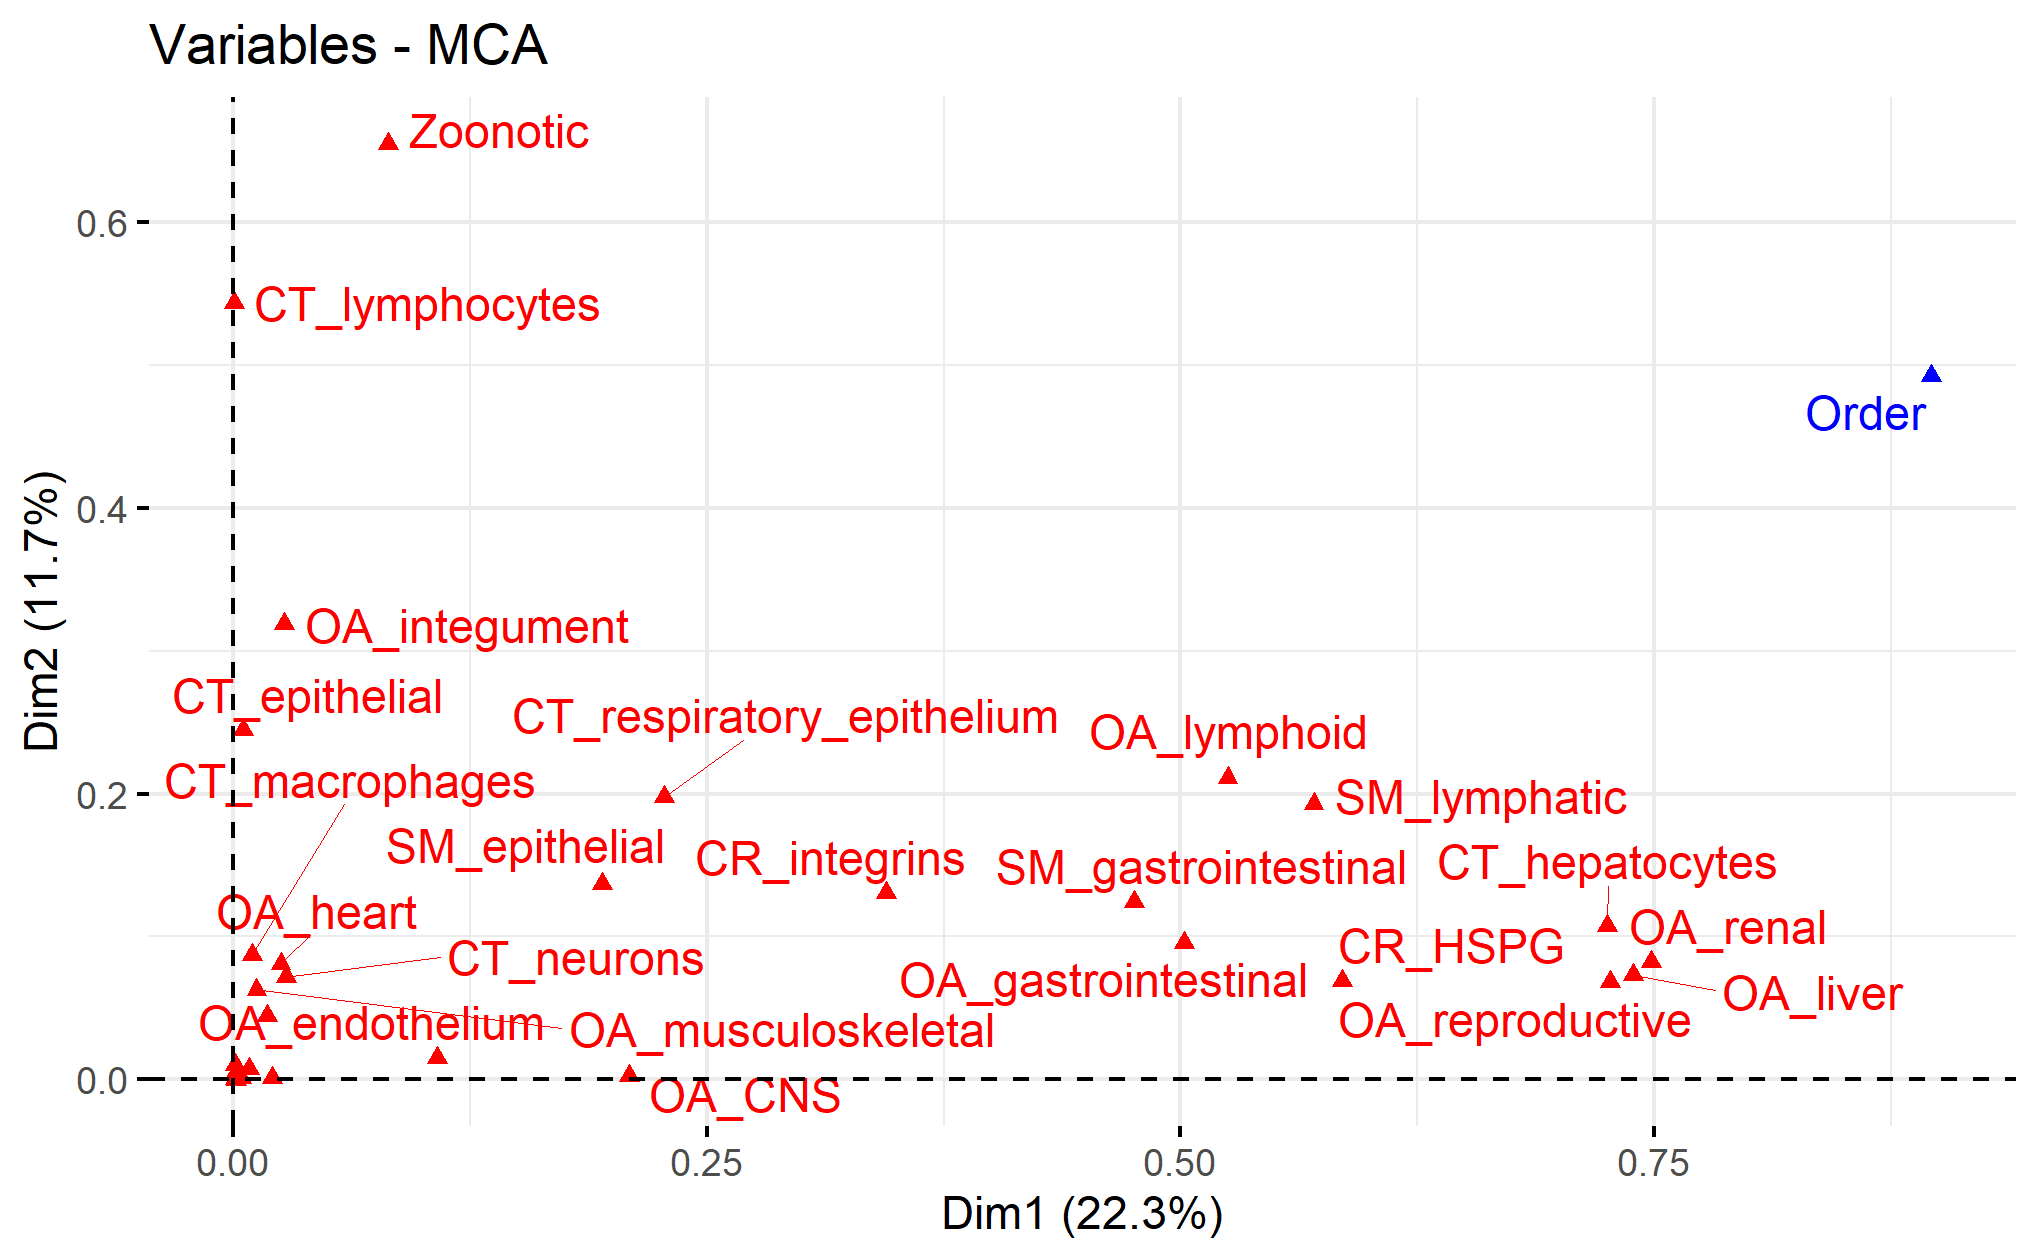 Variables - MCA
Zoonotic
CT_lymphocytes
Order
OA_integument
CT_epithelial
CT_respiratory_epithelium
OA_lymphoid
CT_macrophages
SM_lymphatic
SM_epithelial
CR_integrins
SM_gastrointestinal
CT_hepatocytes
OA_heart
OA_renal
CR_HSPG
CT_neurons
OA_gastrointestinal
OA_liver
OA_endothelium
OA_musculoskeletal
OA_reproductive
OA_CNS
0.6
0.4
0.2
0.0
0.00
0.25
0.50
0.75
Dim1 (22.3%)
Dim2 (11.7%)